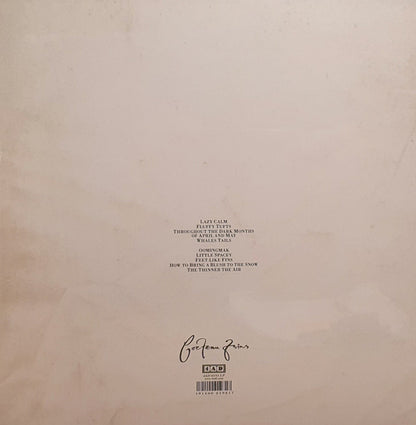 LAZY CALM
FLUFFY TUFTS
THROUGHOUT THE DARK MONTHS
OF APRIL AND MAY
WHALES TAILS
OOMINGMAK
LITTLE SPACEY
FEET LIKE FINS
HOW TO BRING A BLUSH TO THE SNOW
THE THINNER THE AIR
Cocteau Twins
4AD